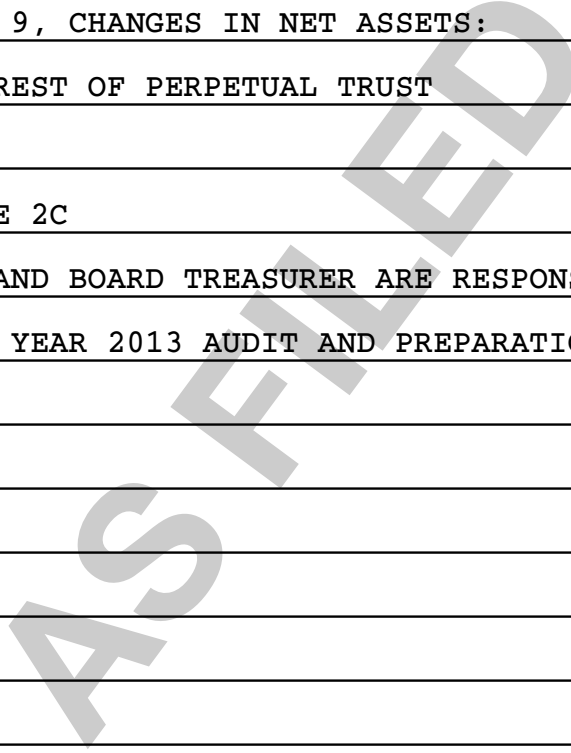 9, CHANGES IN NET ASSETS:
REST OF PERPETUAL TRUST
E 2C
AND BOARD TREASURER ARE RESPONS
YEAR 2013 AUDIT AND PREPARATIO
AS FILED